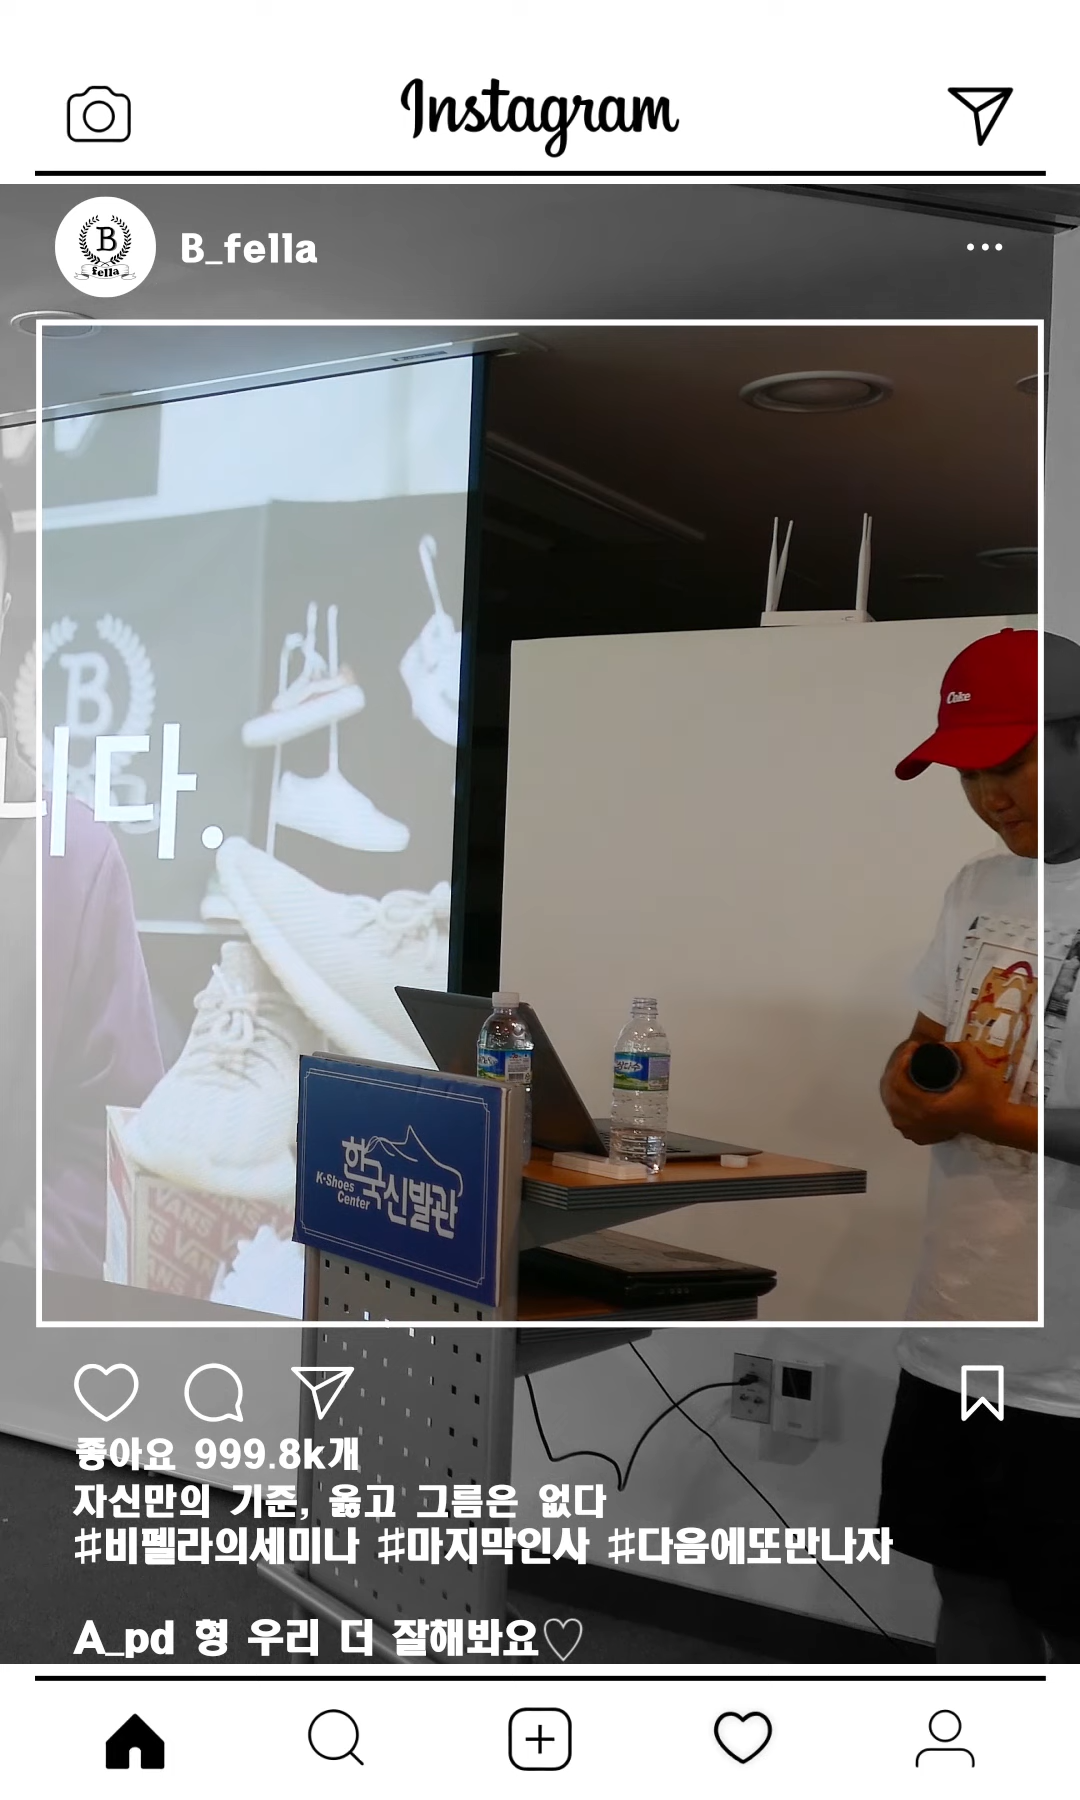 Instagram
B
fella
B_fella
B
니다.
Coke
한국신발관
K-Shoes
Center
VANS
좋아요 999.8k개
자신만의 기준, 옳고 그름은 없다
#비펠라의세미나 #마지막인사 #다음에또만나자
A_pd 형 우리 더 잘해봐요♡